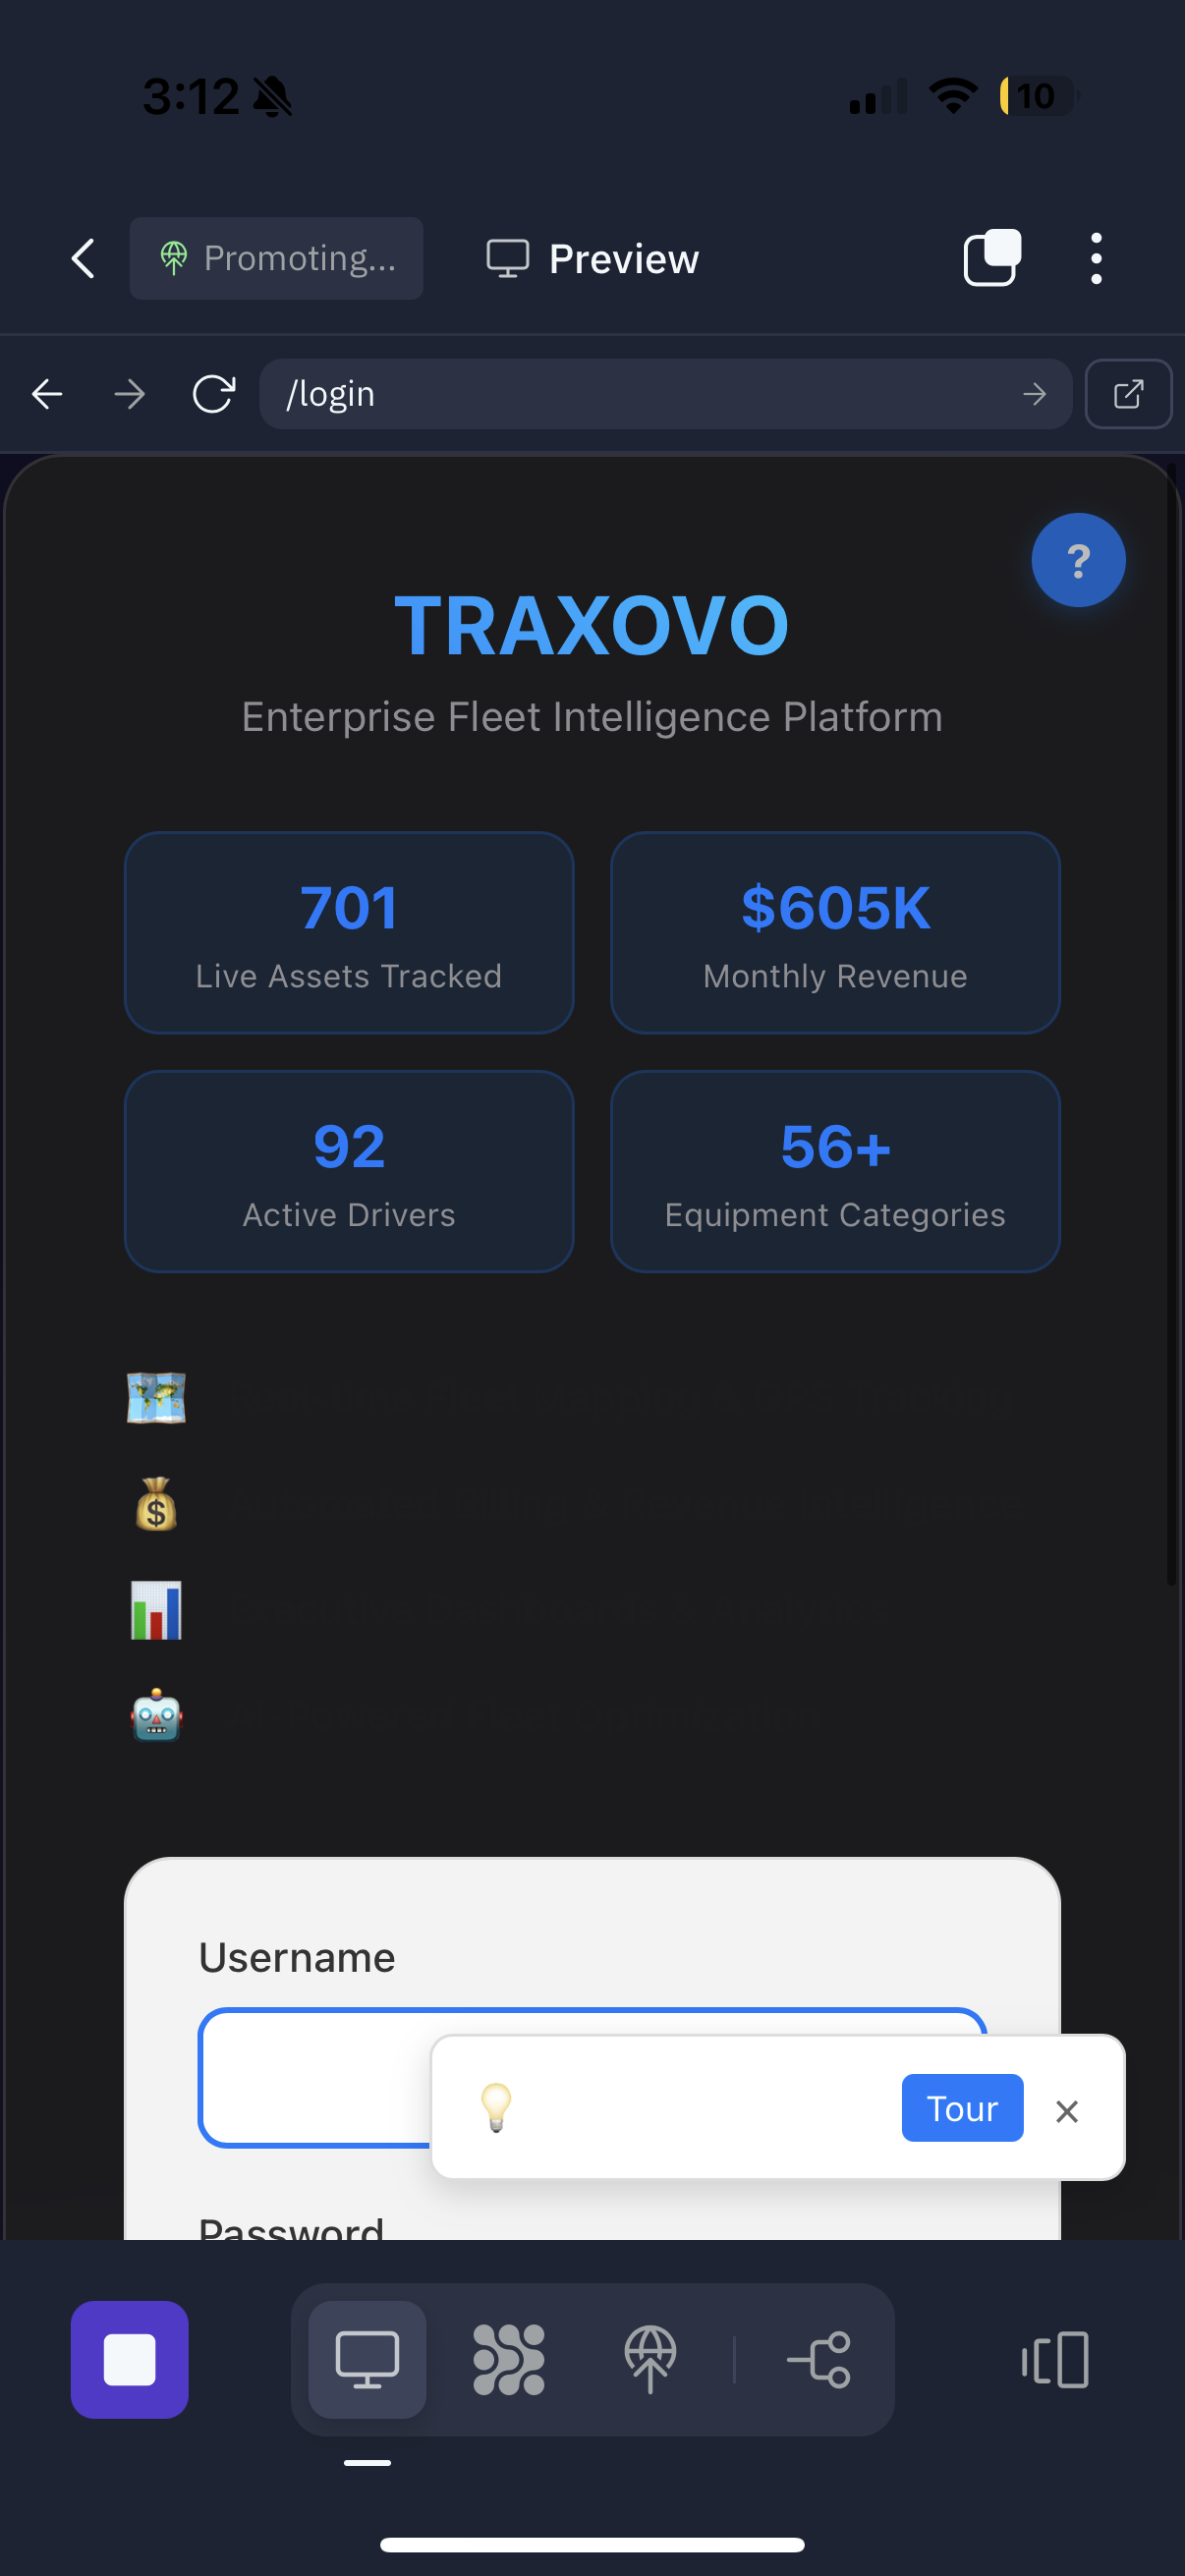 3:12
10
Promoting...
Preview
/login
?
TRAXOVO
Enterprise Fleet Intelligence Platform
701
Live Assets Tracked
$605K
Monthly Revenue
92
Active Drivers
56+
Equipment Categories
Username
Tour ×
Password